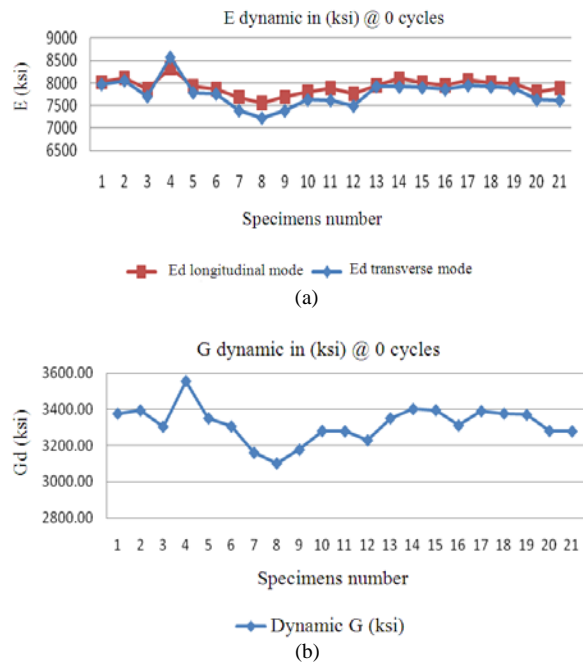 E dynamic in (ksi) @ 0 cycles
E (ksi)
9000
8500
8000
7500
7000
6500
1 2 3 4 5 6 7 8 9 10 11 12 13 14 15 16 17 18 19 20 21
Specimens number
Ed longitudinal mode Ed transverse mode
(a)
G dynamic in (ksi) @ 0 cycles
Gd (ksi)
3600.00
3400.00
3200.00
3000.00
2800.00
1 2 3 4 5 6 7 8 9 10 11 12 13 14 15 16 17 18 19 20 21
Specimens number
Dynamic G (ksi)
(b)